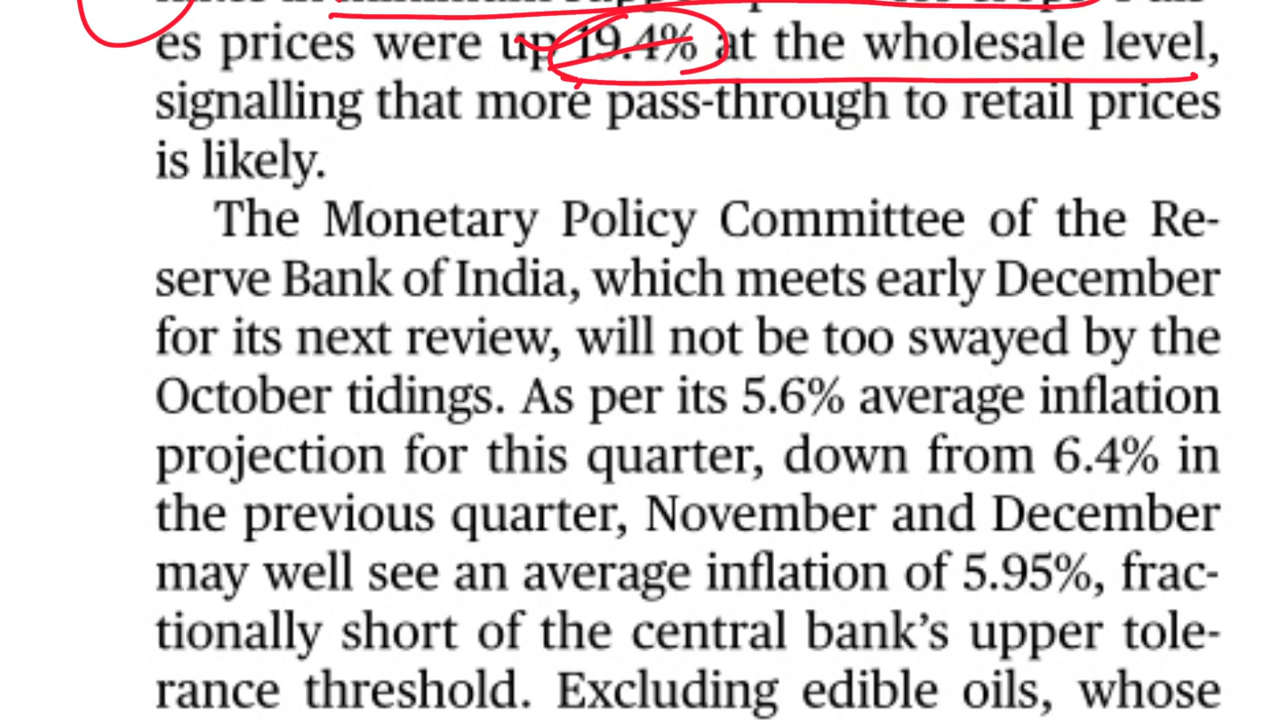 es prices were up 19.4% at the wholesale level,
signalling that more pass-through to retail prices
is likely.
The Monetary Policy Committee of the Re-
serve Bank of India, which meets early December
for its next review, will not be too swayed by the
October tidings. As per its 5.6% average inflation
projection for this quarter, down from 6.4% in
the previous quarter, November and December
may well see an average inflation of 5.95%, frac-
tionally short of the central bank’s upper tole-
rance threshold. Excluding edible oils, whose